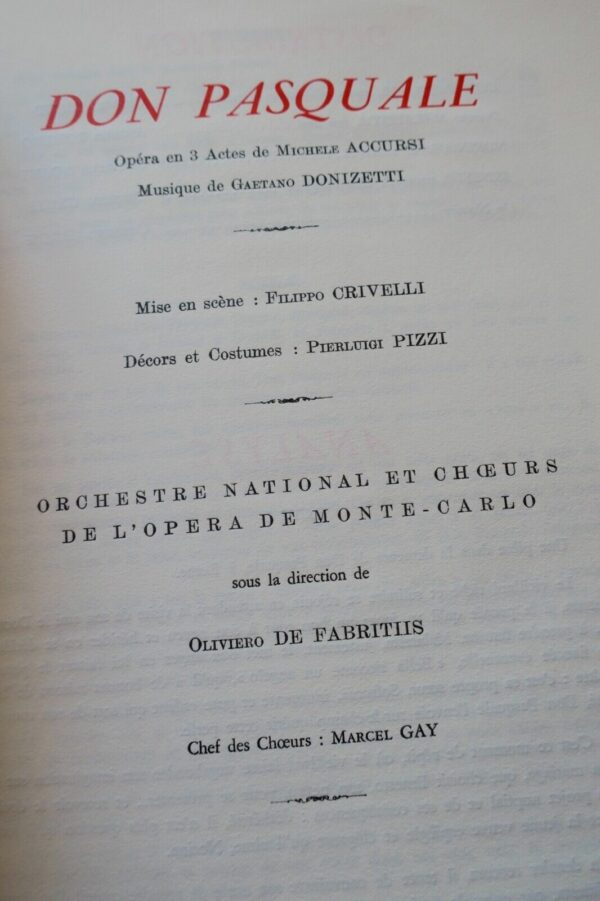 DON PASQUALE
Opéra en 3 Actes de Michele ACCURSI
Musique de Gaetano DONIZETTI
Mise en scène : Filippo CRIVELLI
Décors et Costumes : Pierluigi PIZZI
ORCHESTRE NATIONAL ET CHŒURS
DE L'OPERA DE MONTE-CARLO
sous la direction de
Oliviero DE FABRITIIS
Chef des Chœurs : Marcel GAY